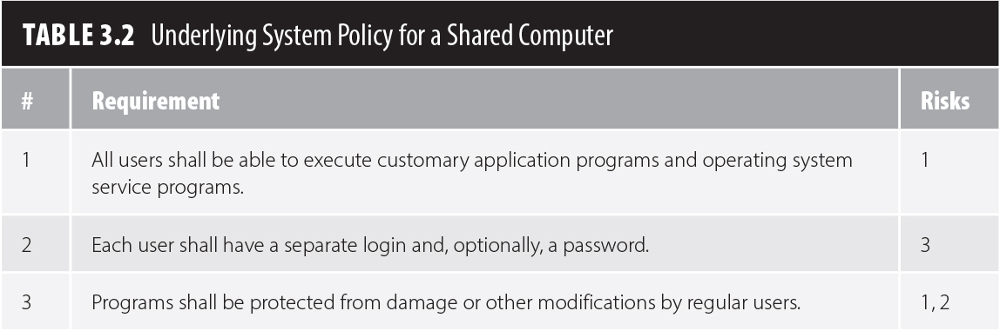 TABLE 3.2 Underlying System Policy for a Shared Computer
# Requirement Risks
1 All users shall be able to execute customary application programs and operating system 1
service programs.
2 Each user shall have a separate login and, optionally, a password. 3
3 Programs shall be protected from damage or other modifications by regular users. 1, 2